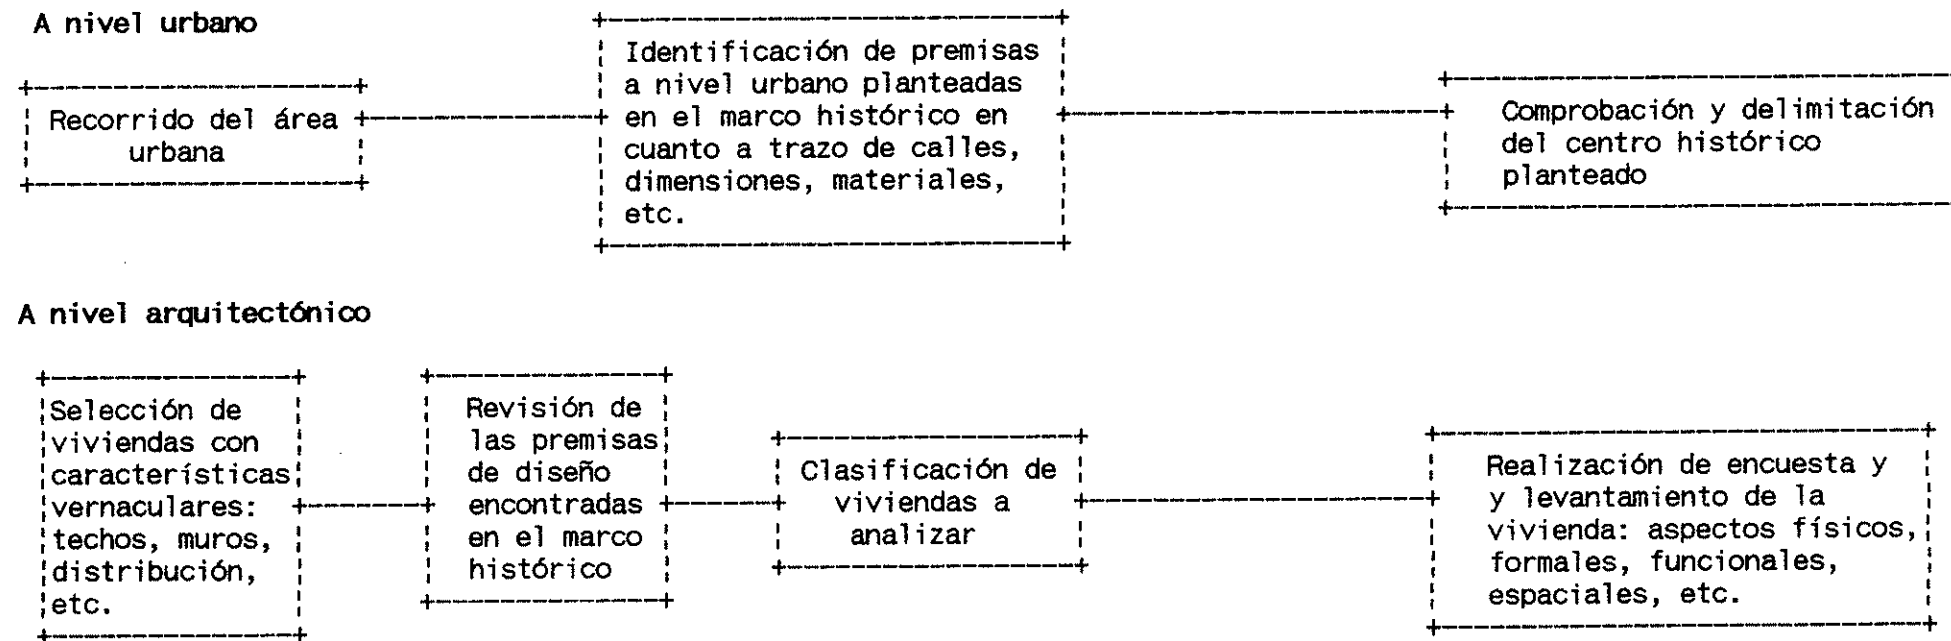 A nivel urbano
Recorrido del área
urbana
Identificación de premisas
a nivel urbano planteadas
en el marco histórico en
cuanto a trazo de calles,
dimensiones, materiales,
etc.
Comprobación y delimitación
del centro histórico
planteado
A nivel arquitectónico
Selección de
viviendas con
características
vernaculares:
techos, muros,
distribución,
etc.
Revisión de
las premisas
de diseño
encontradas
en el marco
histórico
Clasificación de
viviendas a
analizar
Realización de encuesta y
y levantamiento de la
vivienda: aspectos físicos,
formales, funcionales,
espaciales, etc.